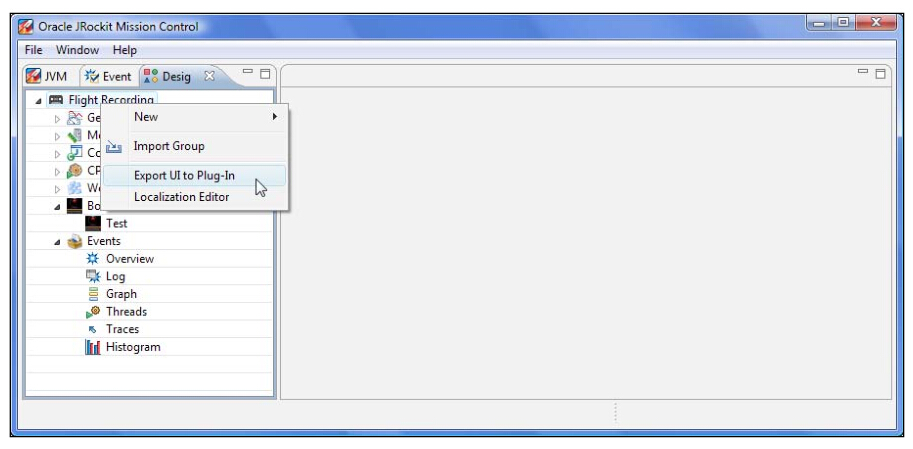 Oracle JRockit Mission Control
File Window Help
JVM Event Desig
Flight Recording
Ge
New
Me
Import Group
Co
CP
Export UI to Plug-In
We
Localization Editor
Bo
Test
Events
Overview
Log
Graph
Threads
Traces
Histogram